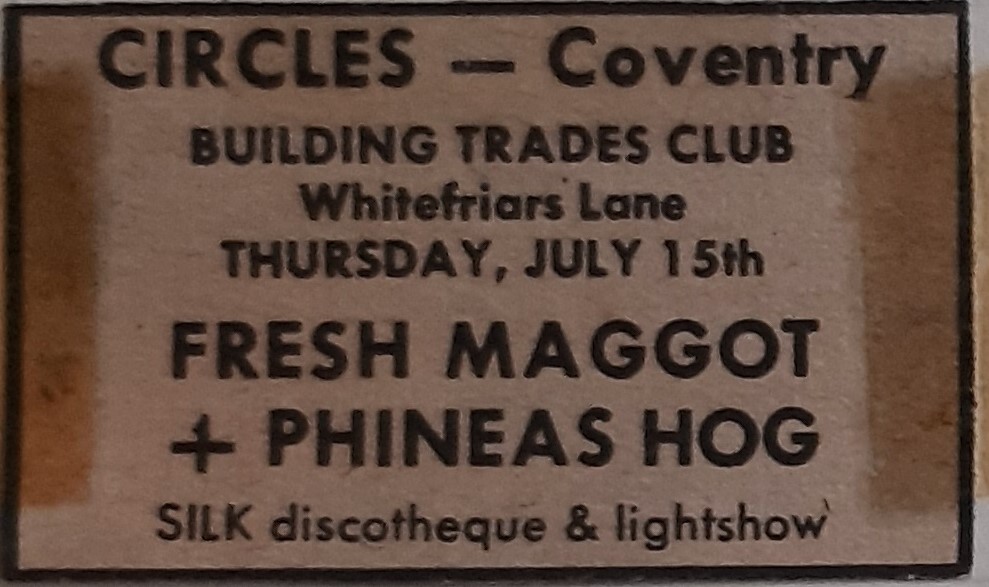 CIRCLES — Coventry
BUILDING TRADES CLUB
Whitefriars Lane
THURSDAY, JULY 15th
FRESH MAGGOT
+ PHINEAS HOG
SILK discotheque & lightshow